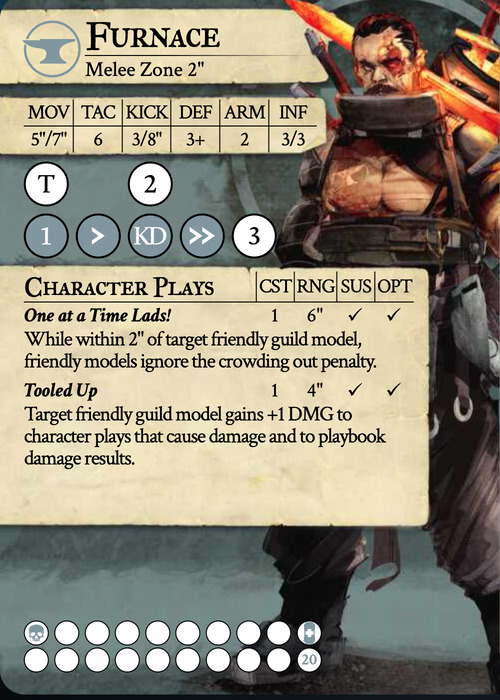 Furnace
Melee Zone 2"
MOV TAC KICK DEF ARM INF
5"/7" 6 3/8" 3+ 2 3/3
T 2
1 > KD >> 3
Character Plays CST RNG SUS OPT
One at a Time Lads! 1 6" ✓ ✓
While within 2" of target friendly guild model,
friendly models ignore the crowding out penalty.
Tooled Up 1 4" ✓ ✓
Target friendly guild model gains +1 DMG to
character plays that cause damage and to playbook
damage results.
20